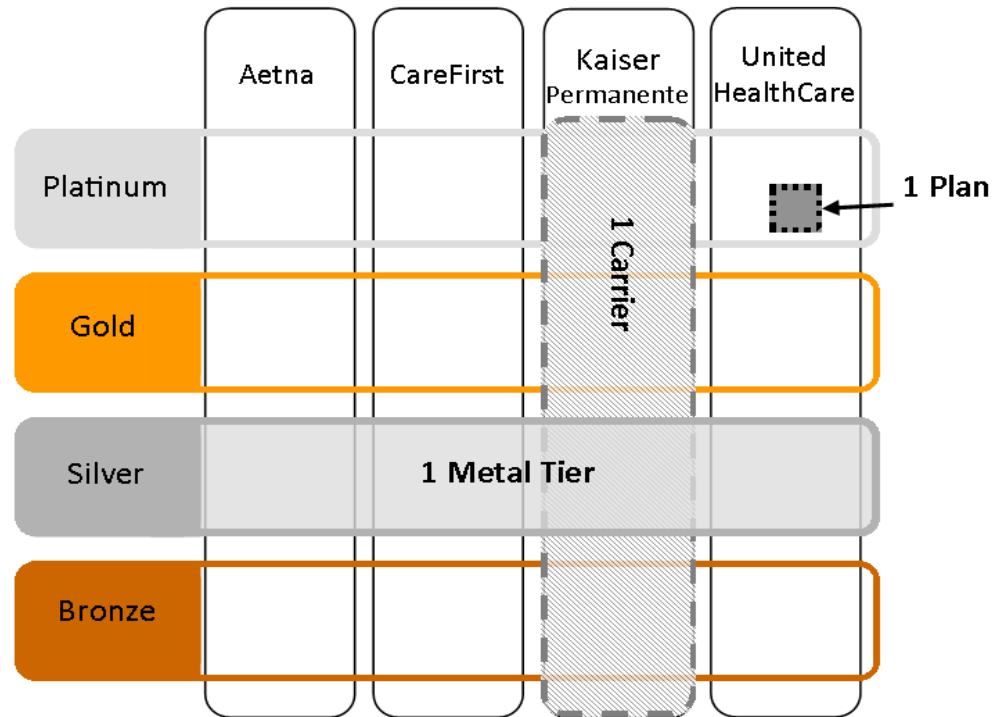 Aetna
CareFirst
Kaiser
Permanente
United
HealthCare
Platinum
1 Plan
1 Carrier
Gold
Silver
1 Metal Tier
Bronze